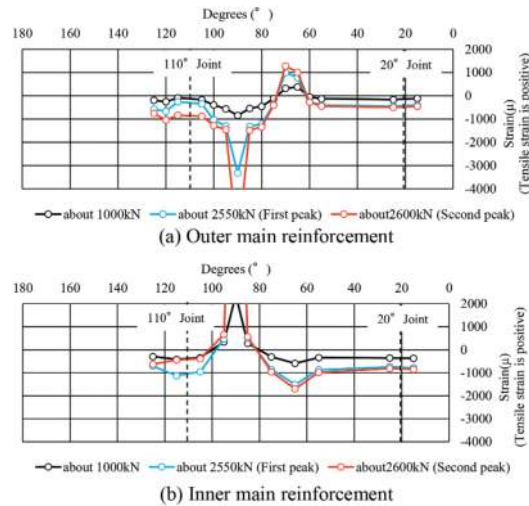 Degrees(°)
(a)
180 160 140 120 100 80 60 40 20 0
110° Joint
20° Joint
2000
1000
0
-1000
-2000
-3000
-4000
Strain(μ)
(Tensile strain is positive)
about 1000kN about 2550kN (First peak) about2600kN (Second peak)
(a) Outer main reinforcement
Degrees(°)
(b)
180 160 140 120 100 80 60 40 20 0
110° Joint
20° Joint
2000
1000
0
-1000
-2000
-3000
-4000
Strain(μ)
(Tensile strain is positive)
about 1000kN about 2550kN (First peak) about2600kN (Second peak)
(b) Inner main reinforcement